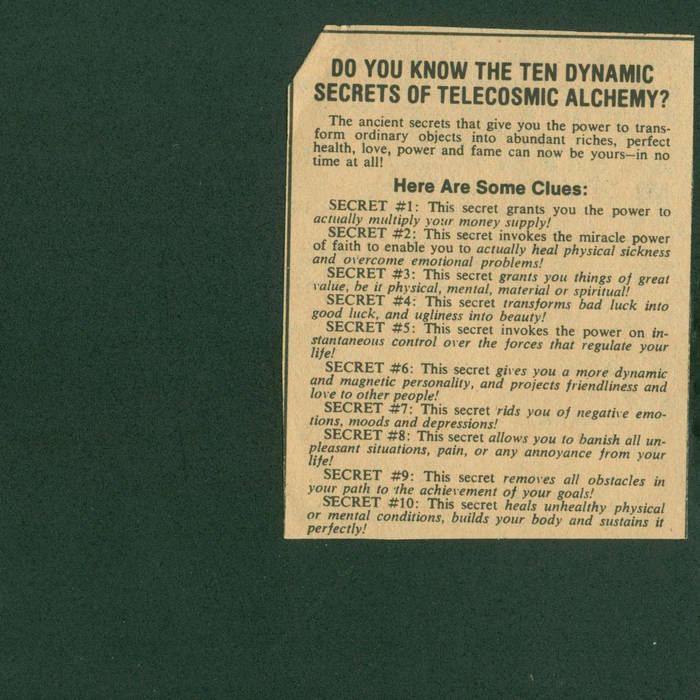 DO YOU KNOW THE TEN DYNAMIC
SECRETS OF TELECOSMIC ALCHEMY?
The ancient secrets that give you the power to trans-
form ordinary objects into abundant riches, perfect
health, love, power and fame can now be yours—in no
time at all!
Here Are Some Clues:
SECRET #1: This secret grants you the power to
actually multiply your money supply!
SECRET #2: This secret invokes the miracle power
of faith to enable you to actually heal physical sickness
and overcome emotional problems!
SECRET #3: This secret grants you things of great
value, be it physical, mental, material or spiritual!
SECRET #4: This secret transforms bad luck into
good luck, and ugliness into beauty!
SECRET #5: This secret invokes the power on in-
stantaneous control over the forces that regulate your
life!
SECRET #6: This secret gives you a more dynamic
and magnetic personality, and projects friendliness and
love to other people!
SECRET #7: This secret rids you of negative emo-
tions, moods and depressions!
SECRET #8: This secret allows you to banish all un-
pleasant situations, pain, or any annoyance from your
life!
SECRET #9: This secret removes all obstacles in
your path to the achievement of your goals!
SECRET #10: This secret heals unhealthy physical
or mental conditions, builds your body and sustains it
perfectly!